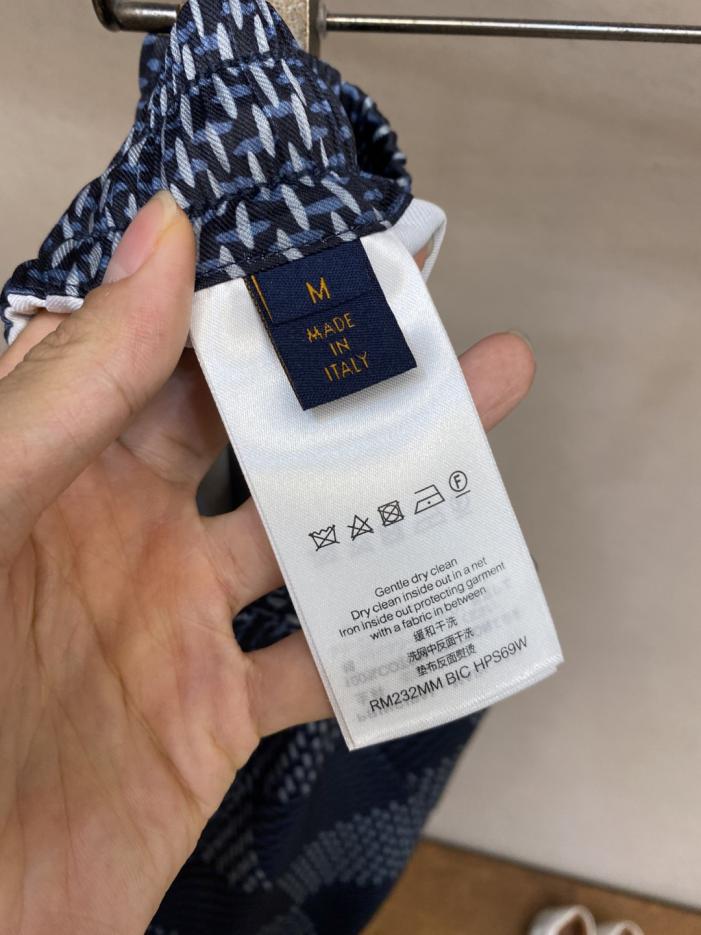 M
MADE
IN
ITALY
F
Gentle dry clean
Dry clean inside out in a net
Iron inside out protecting garment
with a fabric in between
缓和干洗
洗网中反面干洗
垫布反面熨烫
RM232MM BIC HPS69W